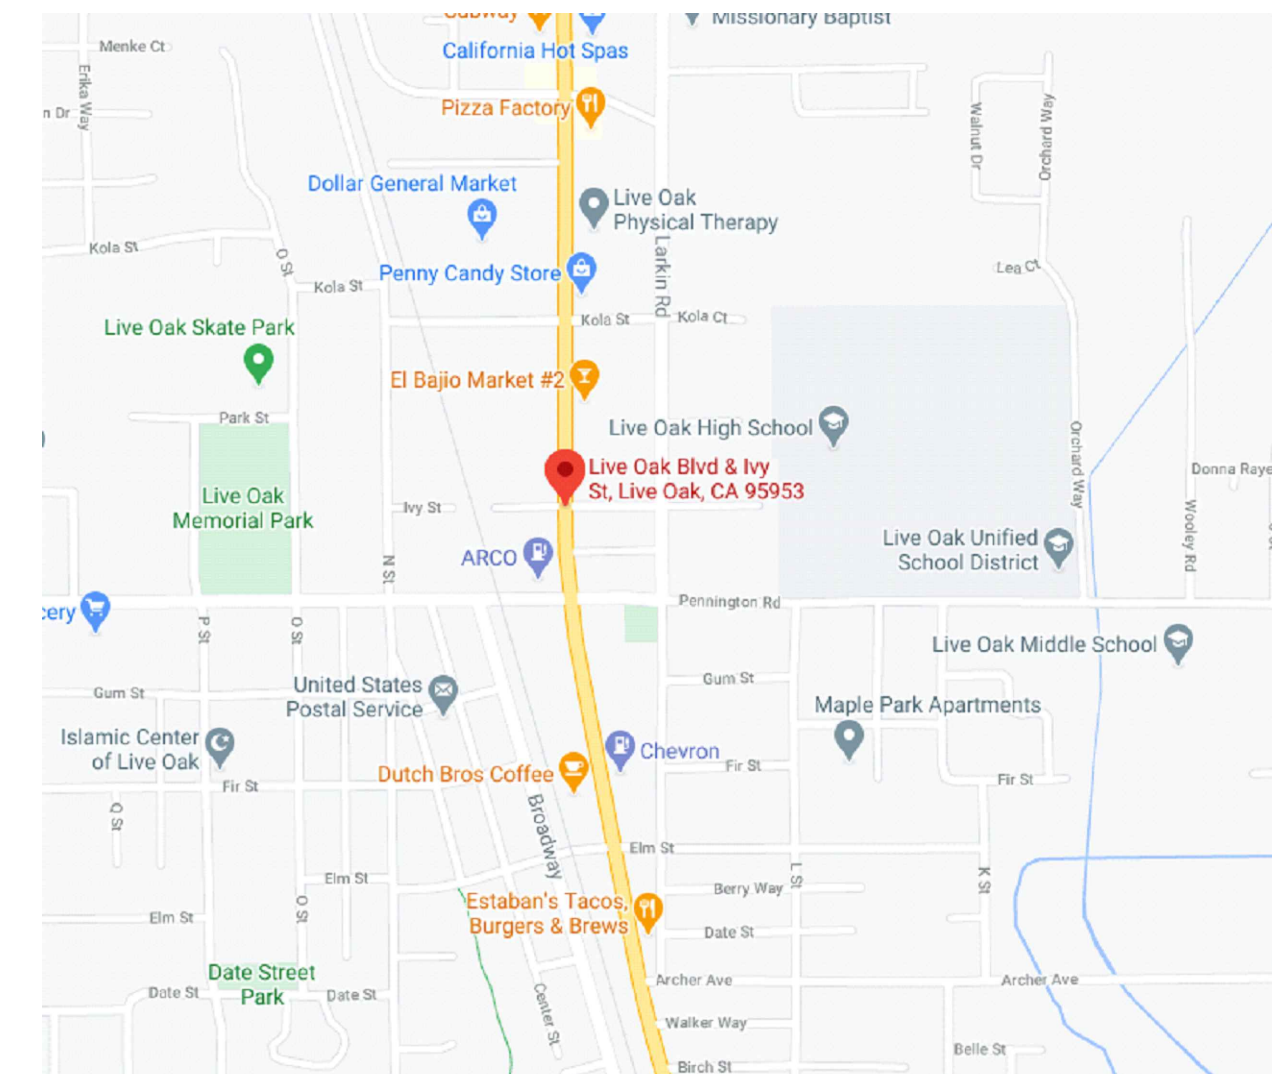 Subway
Missionary Baptist
California Hot Spas
Menke Ct
Erika Way
n Dr
Pizza Factory
Walnut Dr
Orchard Way
Dollar General Market
Live Oak
Physical Therapy
Kola St
O St
Kola St
Penny Candy Store
Larkin Rd
Lea Ct
Kola St
Kola Ct
Live Oak Skate Park
El Bajio Market #2
Park St
Live Oak High School
Live Oak Blvd & Ivy
St, Live Oak, CA 95953
Orchard Way
Donna Raye
Live Oak
Memorial Park
Ivy St
Wooley Rd
ARCO
N St
Live Oak Unified
School District
cery
Pennington Rd
P St
O St
Live Oak Middle School
Gum St
United States
Postal Service
Gum St
Maple Park Apartments
Islamic Center
of Live Oak
Chevron
Dutch Bros Coffee
Fir St
Fir St
Fir St
Q St
Broadway
Elm St
L St
K St
Elm St
Berry Way
O St
Elm St
Estaban's Tacos,
Burgers & Brews
Date St
Date Street
Park
Archer Ave
Archer Ave
Date St
Date St
Center St
Walker Way
Belle St
Birch St